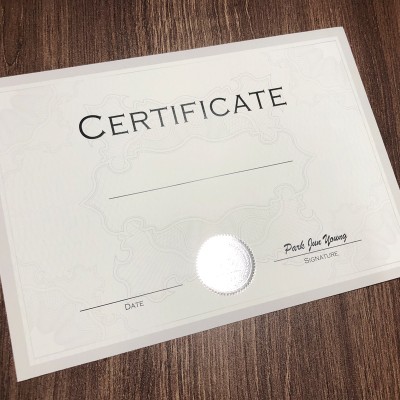 CERTIFICATE
Park Jun Young
SIGNATURE
DATE